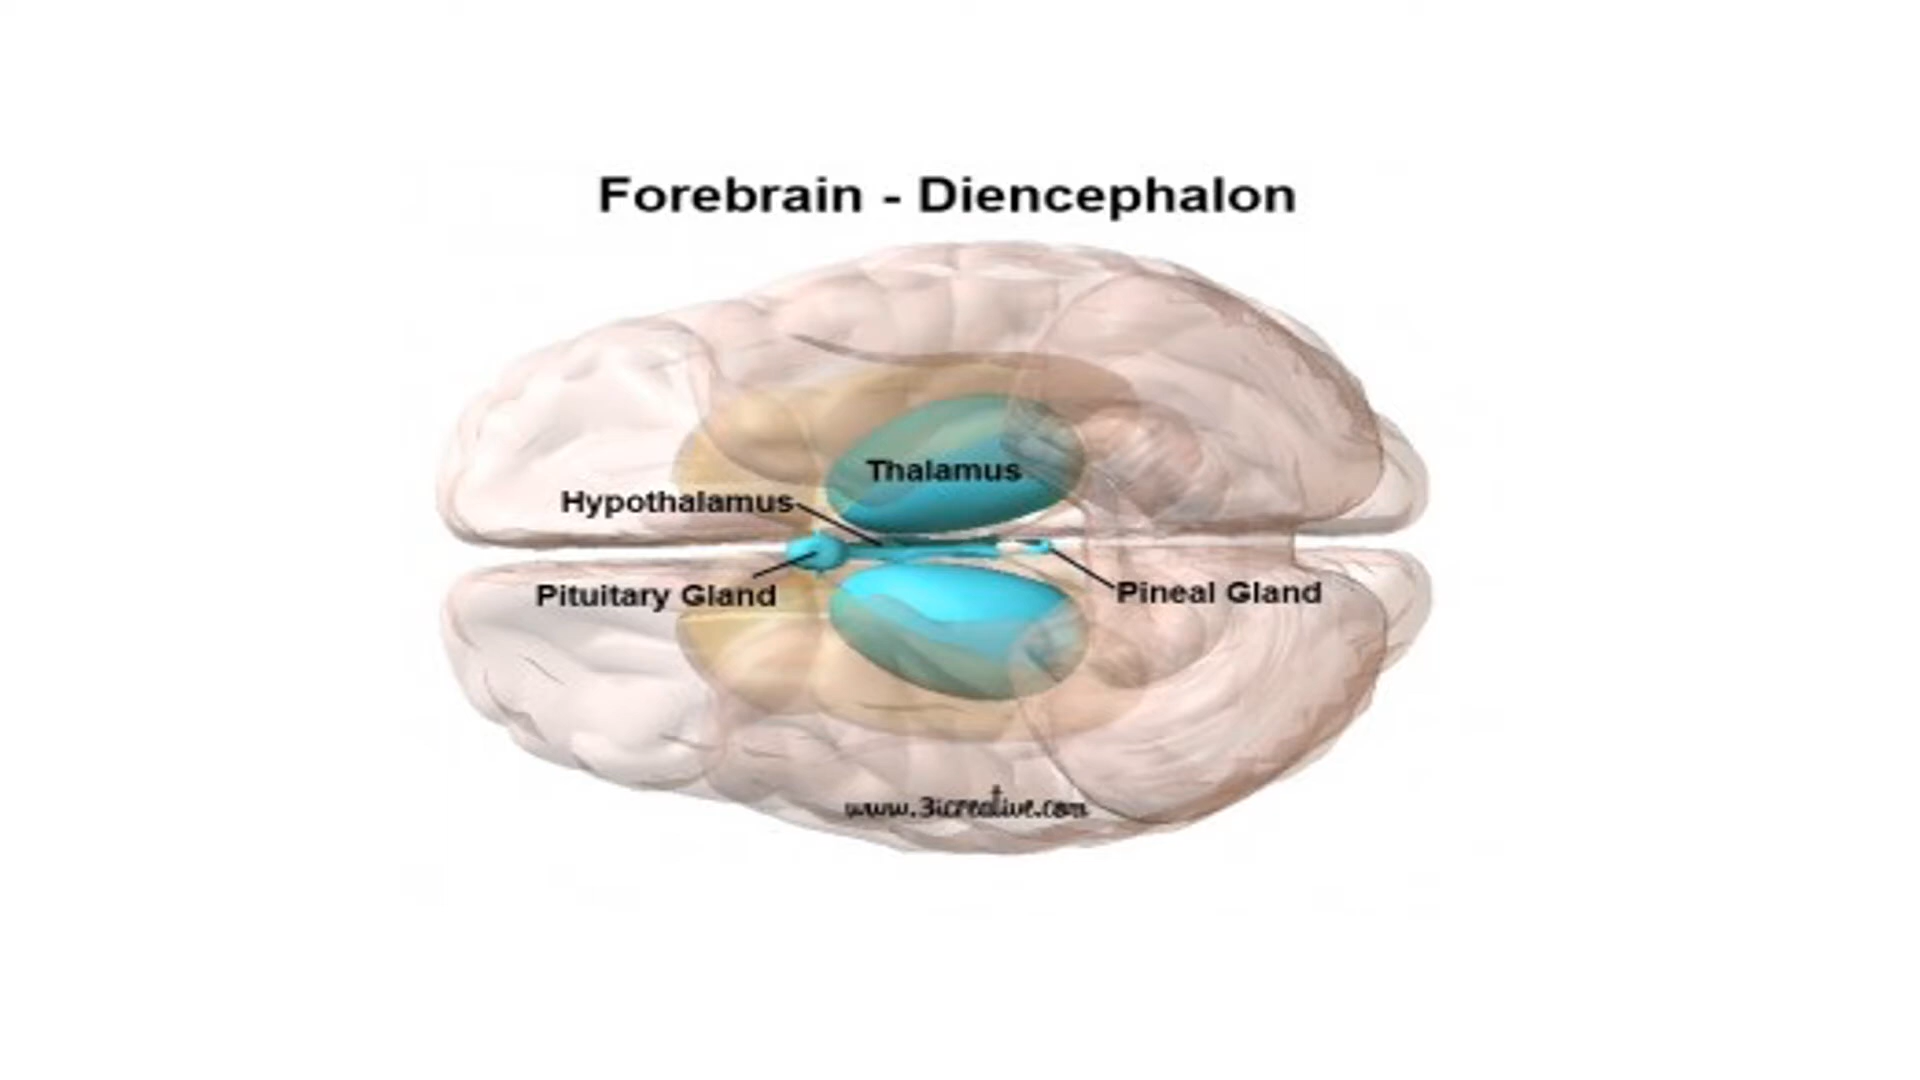 Forebrain - Diencephalon
Thalamus
Hypothalamus
Pituitary Gland
Pineal Gland
www.3icreative.com